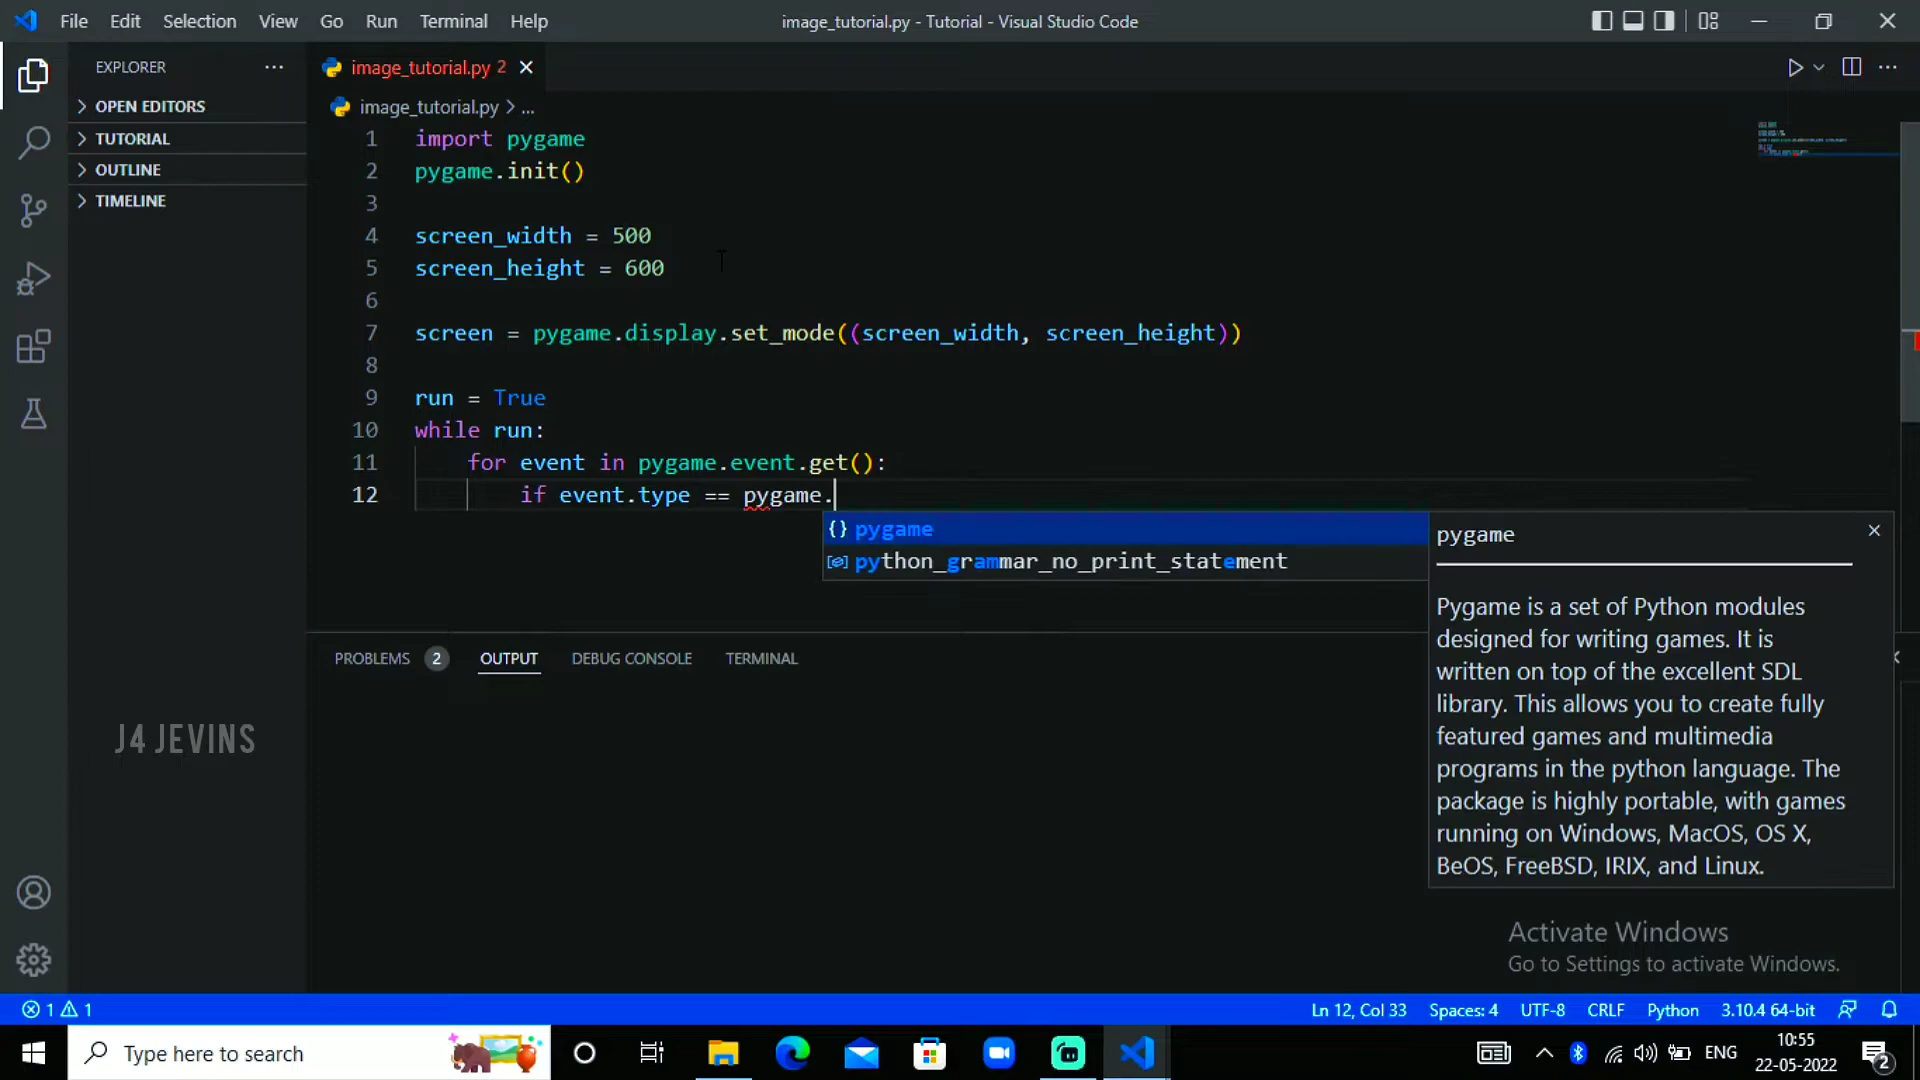 File Edit Selection View Go Run Terminal Help image_tutorial.py - Tutorial - Visual Studio Code
EXPLORER
OPEN EDITORS
TUTORIAL
OUTLINE
TIMELINE
image_tutorial.py 2
image_tutorial.py > ...
1 import pygame
2 pygame.init()
3
4 screen_width = 500
5 screen_height = 600
6
7 screen = pygame.display.set_mode((screen_width, screen_height))
8
9 run = True
10 while run:
11 for event in pygame.event.get():
12 if event.type == pygame.
{} pygame
python_grammar_no_print_statement
pygame
Pygame is a set of Python modules
designed for writing games. It is
written on top of the excellent SDL
library. This allows you to create fully
featured games and multimedia
programs in the python language. The
package is highly portable, with games
running on Windows, MacOS, OS X,
BeOS, FreeBSD, IRIX, and Linux.
PROBLEMS 2 OUTPUT DEBUG CONSOLE TERMINAL
J4 JEVINS
Activate Windows
Go to Settings to activate Windows.
1 1 Ln 12, Col 33 Spaces: 4 UTF-8 CRLF Python 3.10.4 64-bit
Type here to search ENG 10:55
22-05-2022
2